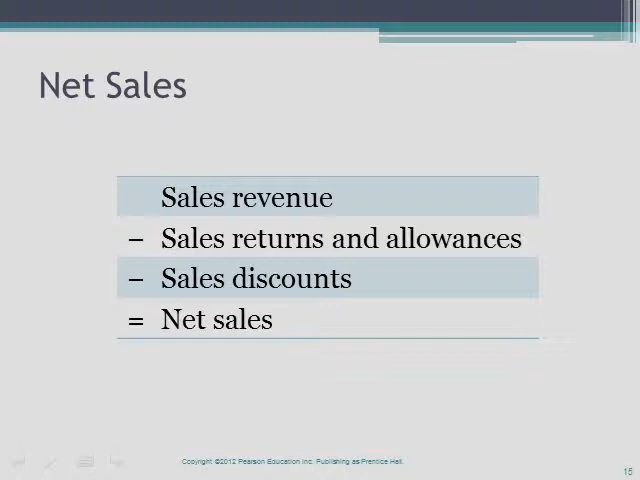 Net Sales
Sales revenue
– Sales returns and allowances
– Sales discounts
= Net sales
Copyright ©2012 Pearson Education Inc. Publishing as Prentice Hall.
15